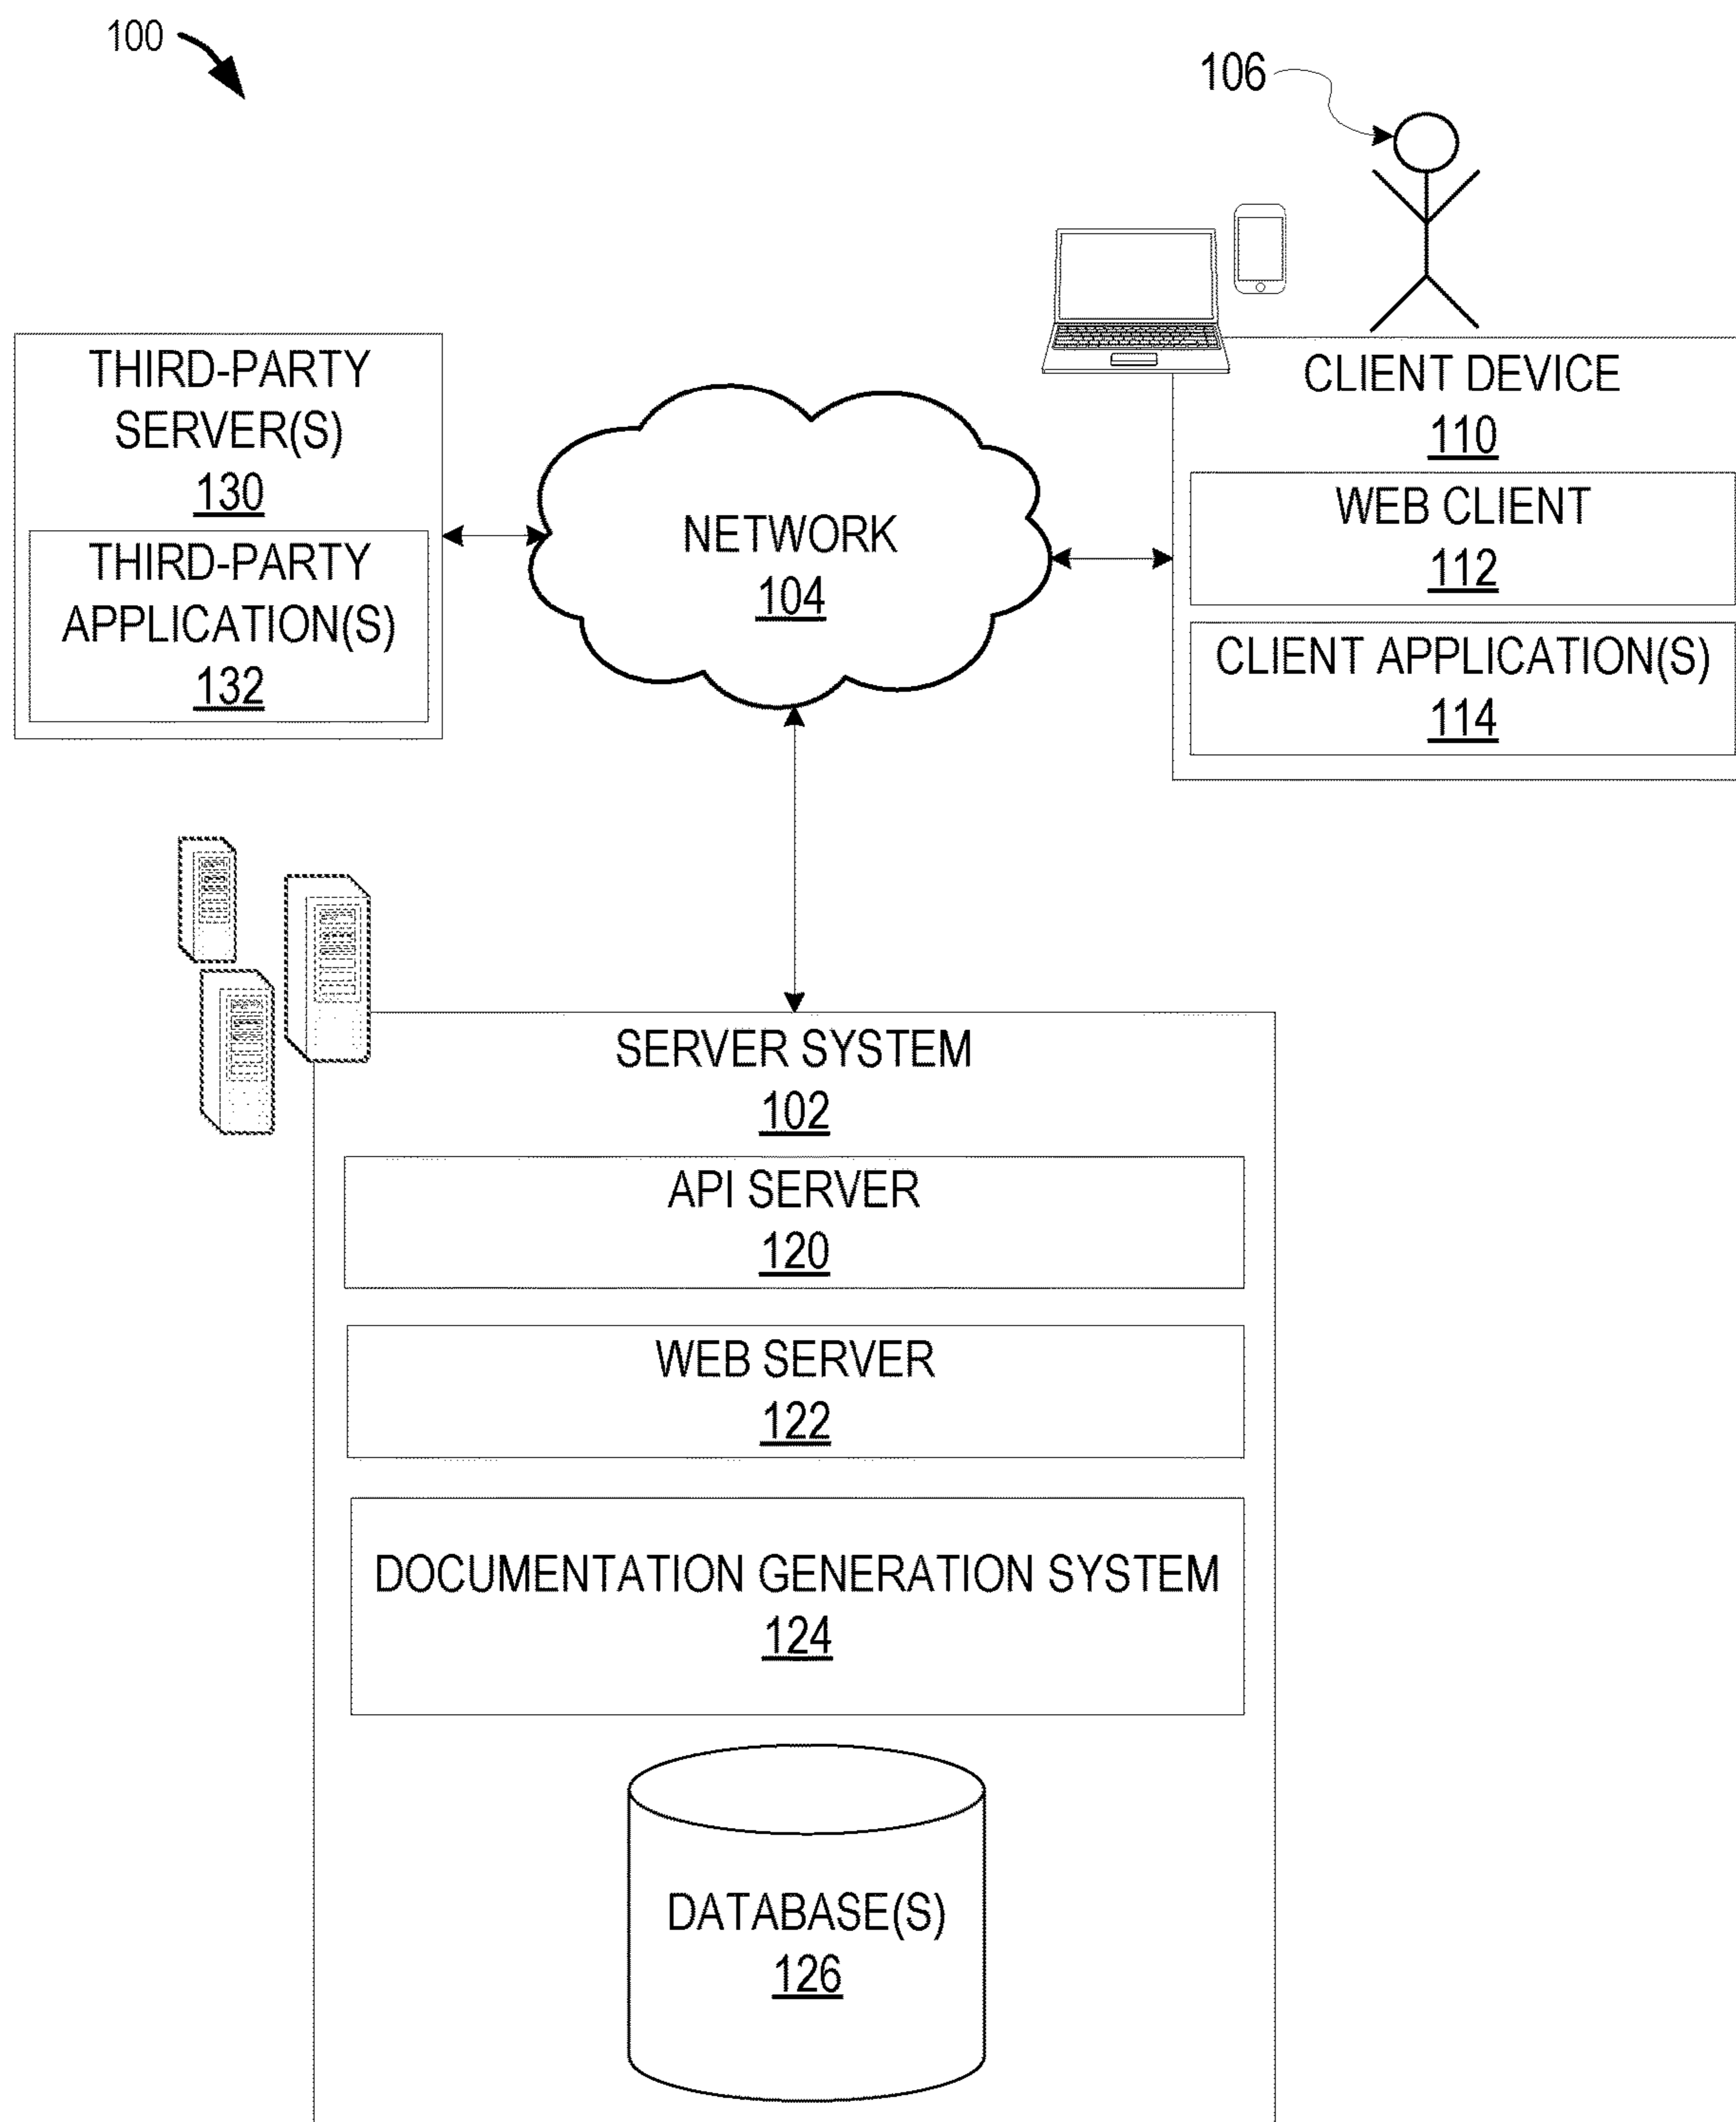 100
106
THIRD-PARTY
SERVER(S)
130
THIRD-PARTY
APPLICATION(S)
132
NETWORK
104
CLIENT DEVICE
110
WEB CLIENT
112
CLIENT APPLICATION(S)
114
SERVER SYSTEM
102
API SERVER
120
WEB SERVER
122
DOCUMENTATION GENERATION SYSTEM
124
DATABASE(S)
126